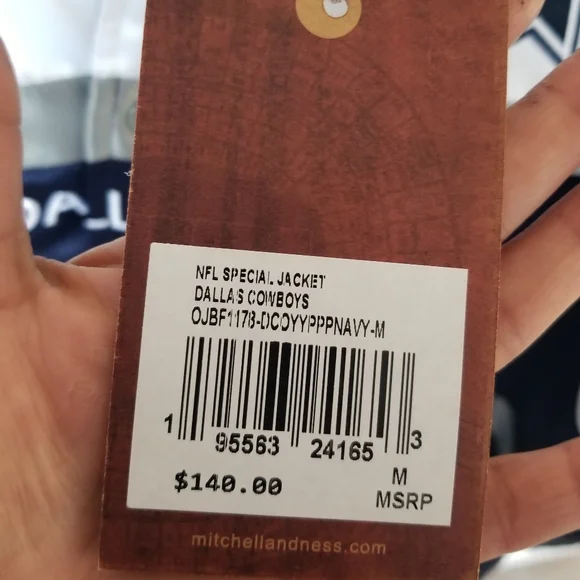 NFL SPECIAL JACKET
DALLAS COWBOYS
OJBF1178-DCOYYPPPNAVY-M
1 95563 24165 3
$140.00
M
MSRP
mitchellandness.com